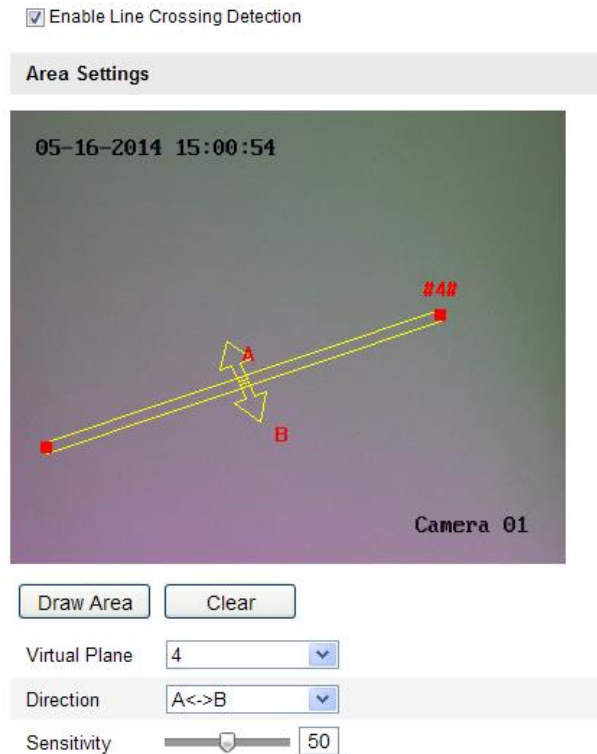 Enable Line Crossing Detection
Area Settings
05-16-2014 15:00:54
#4#
A
B
Camera 01
Draw Area Clear
Virtual Plane 4
Direction A<->B
Sensitivity 50